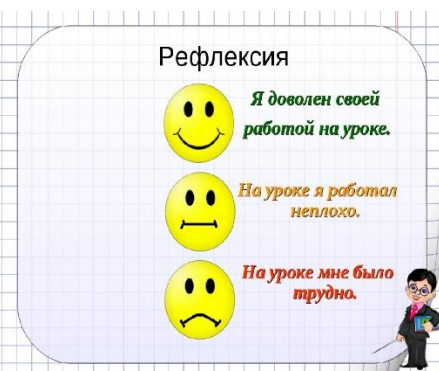 Рефлексия
Я доволен своей
работой на уроке.
На уроке я работал
неплохо.
На уроке мне было
трудно.